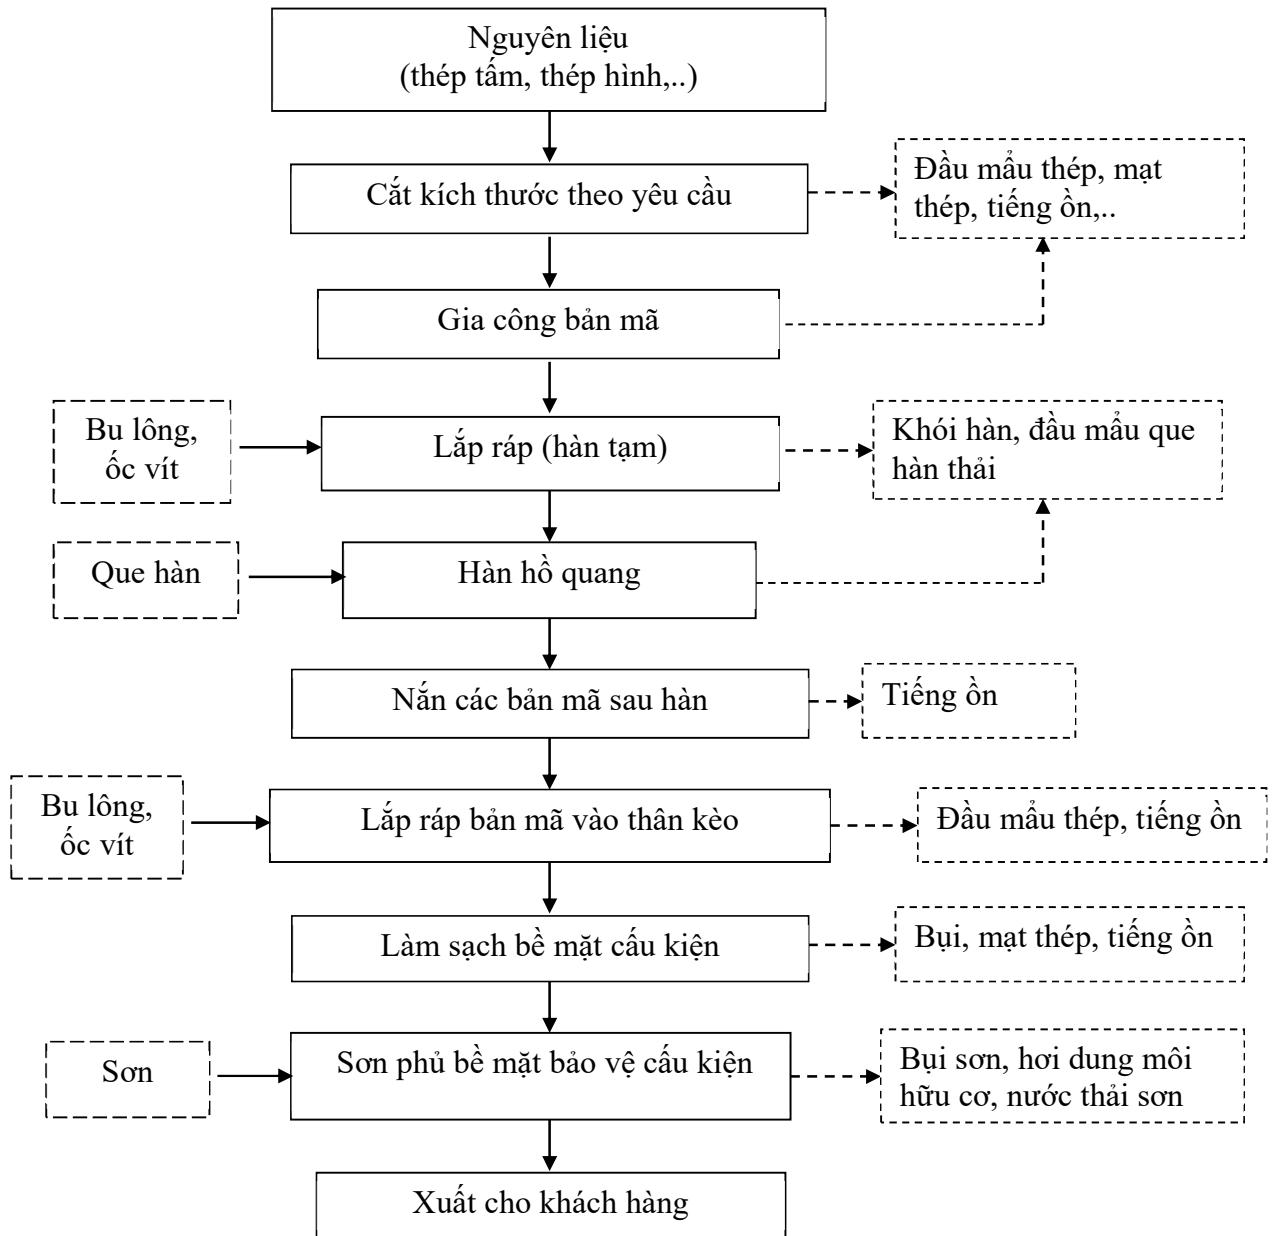 Nguyên liệu
(thép tấm, thép hình,..)
Cắt kích thước theo yêu cầu
Đầu mẩu thép, mạt
thép, tiếng ồn,..
Gia công bản mã
Bu lông,
ốc vít
Lắp ráp (hàn tạm)
Khói hàn, đầu mẩu que
hàn thải
Que hàn
Hàn hồ quang
Nắn các bản mã sau hàn
Tiếng ồn
Bu lông,
ốc vít
Lắp ráp bản mã vào thân kèo
Đầu mẩu thép, tiếng ồn
Làm sạch bề mặt cấu kiện
Bụi, mạt thép, tiếng ồn
Sơn
Sơn phủ bề mặt bảo vệ cấu kiện
Bụi sơn, hơi dung môi
hữu cơ, nước thải sơn
Xuất cho khách hàng